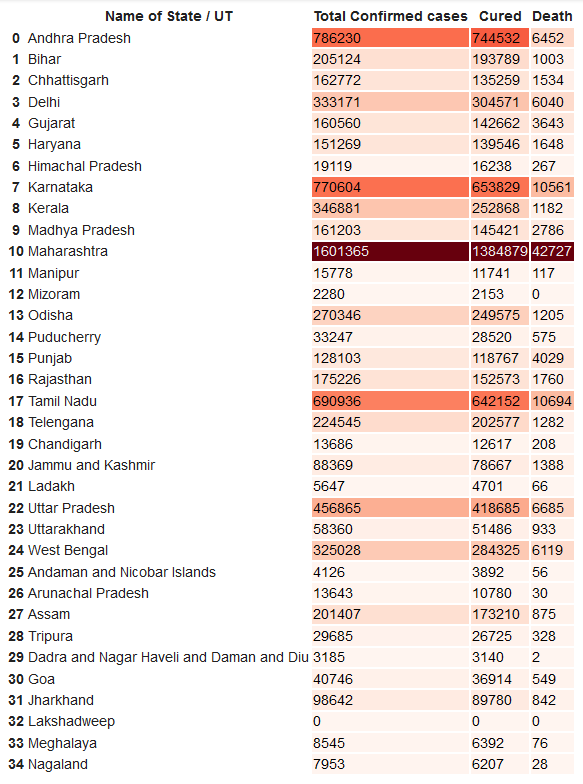 Name of State / UT Total Confirmed cases Cured Death
0 Andhra Pradesh 786230 744532 6452
1 Bihar 205124 193789 1003
2 Chhattisgarh 162772 135259 1534
3 Delhi 333171 304571 6040
4 Gujarat 160560 142662 3643
5 Haryana 151269 139546 1648
6 Himachal Pradesh 19119 16238 267
7 Karnataka 770604 653829 10561
8 Kerala 346881 252868 1182
9 Madhya Pradesh 161203 145421 2786
10 Maharashtra 1601365 1384879 42727
11 Manipur 15778 11741 117
12 Mizoram 2280 2153 0
13 Odisha 270346 249575 1205
14 Puducherry 33247 28520 575
15 Punjab 128103 118767 4029
16 Rajasthan 175226 152573 1760
17 Tamil Nadu 690936 642152 10694
18 Telengana 224545 202577 1282
19 Chandigarh 13686 12617 208
20 Jammu and Kashmir 88369 78667 1388
21 Ladakh 5647 4701 66
22 Uttar Pradesh 456865 418685 6685
23 Uttarakhand 58360 51486 933
24 West Bengal 325028 284325 6119
25 Andaman and Nicobar Islands 4126 3892 56
26 Arunachal Pradesh 13643 10780 30
27 Assam 201407 173210 875
28 Tripura 29685 26725 328
29 Dadra and Nagar Haveli and Daman and Diu 3185 3140 2
30 Goa 40746 36914 549
31 Jharkhand 98642 89780 842
32 Lakshadweep 0 0 0
33 Meghalaya 8545 6392 76
34 Nagaland 7953 6207 28